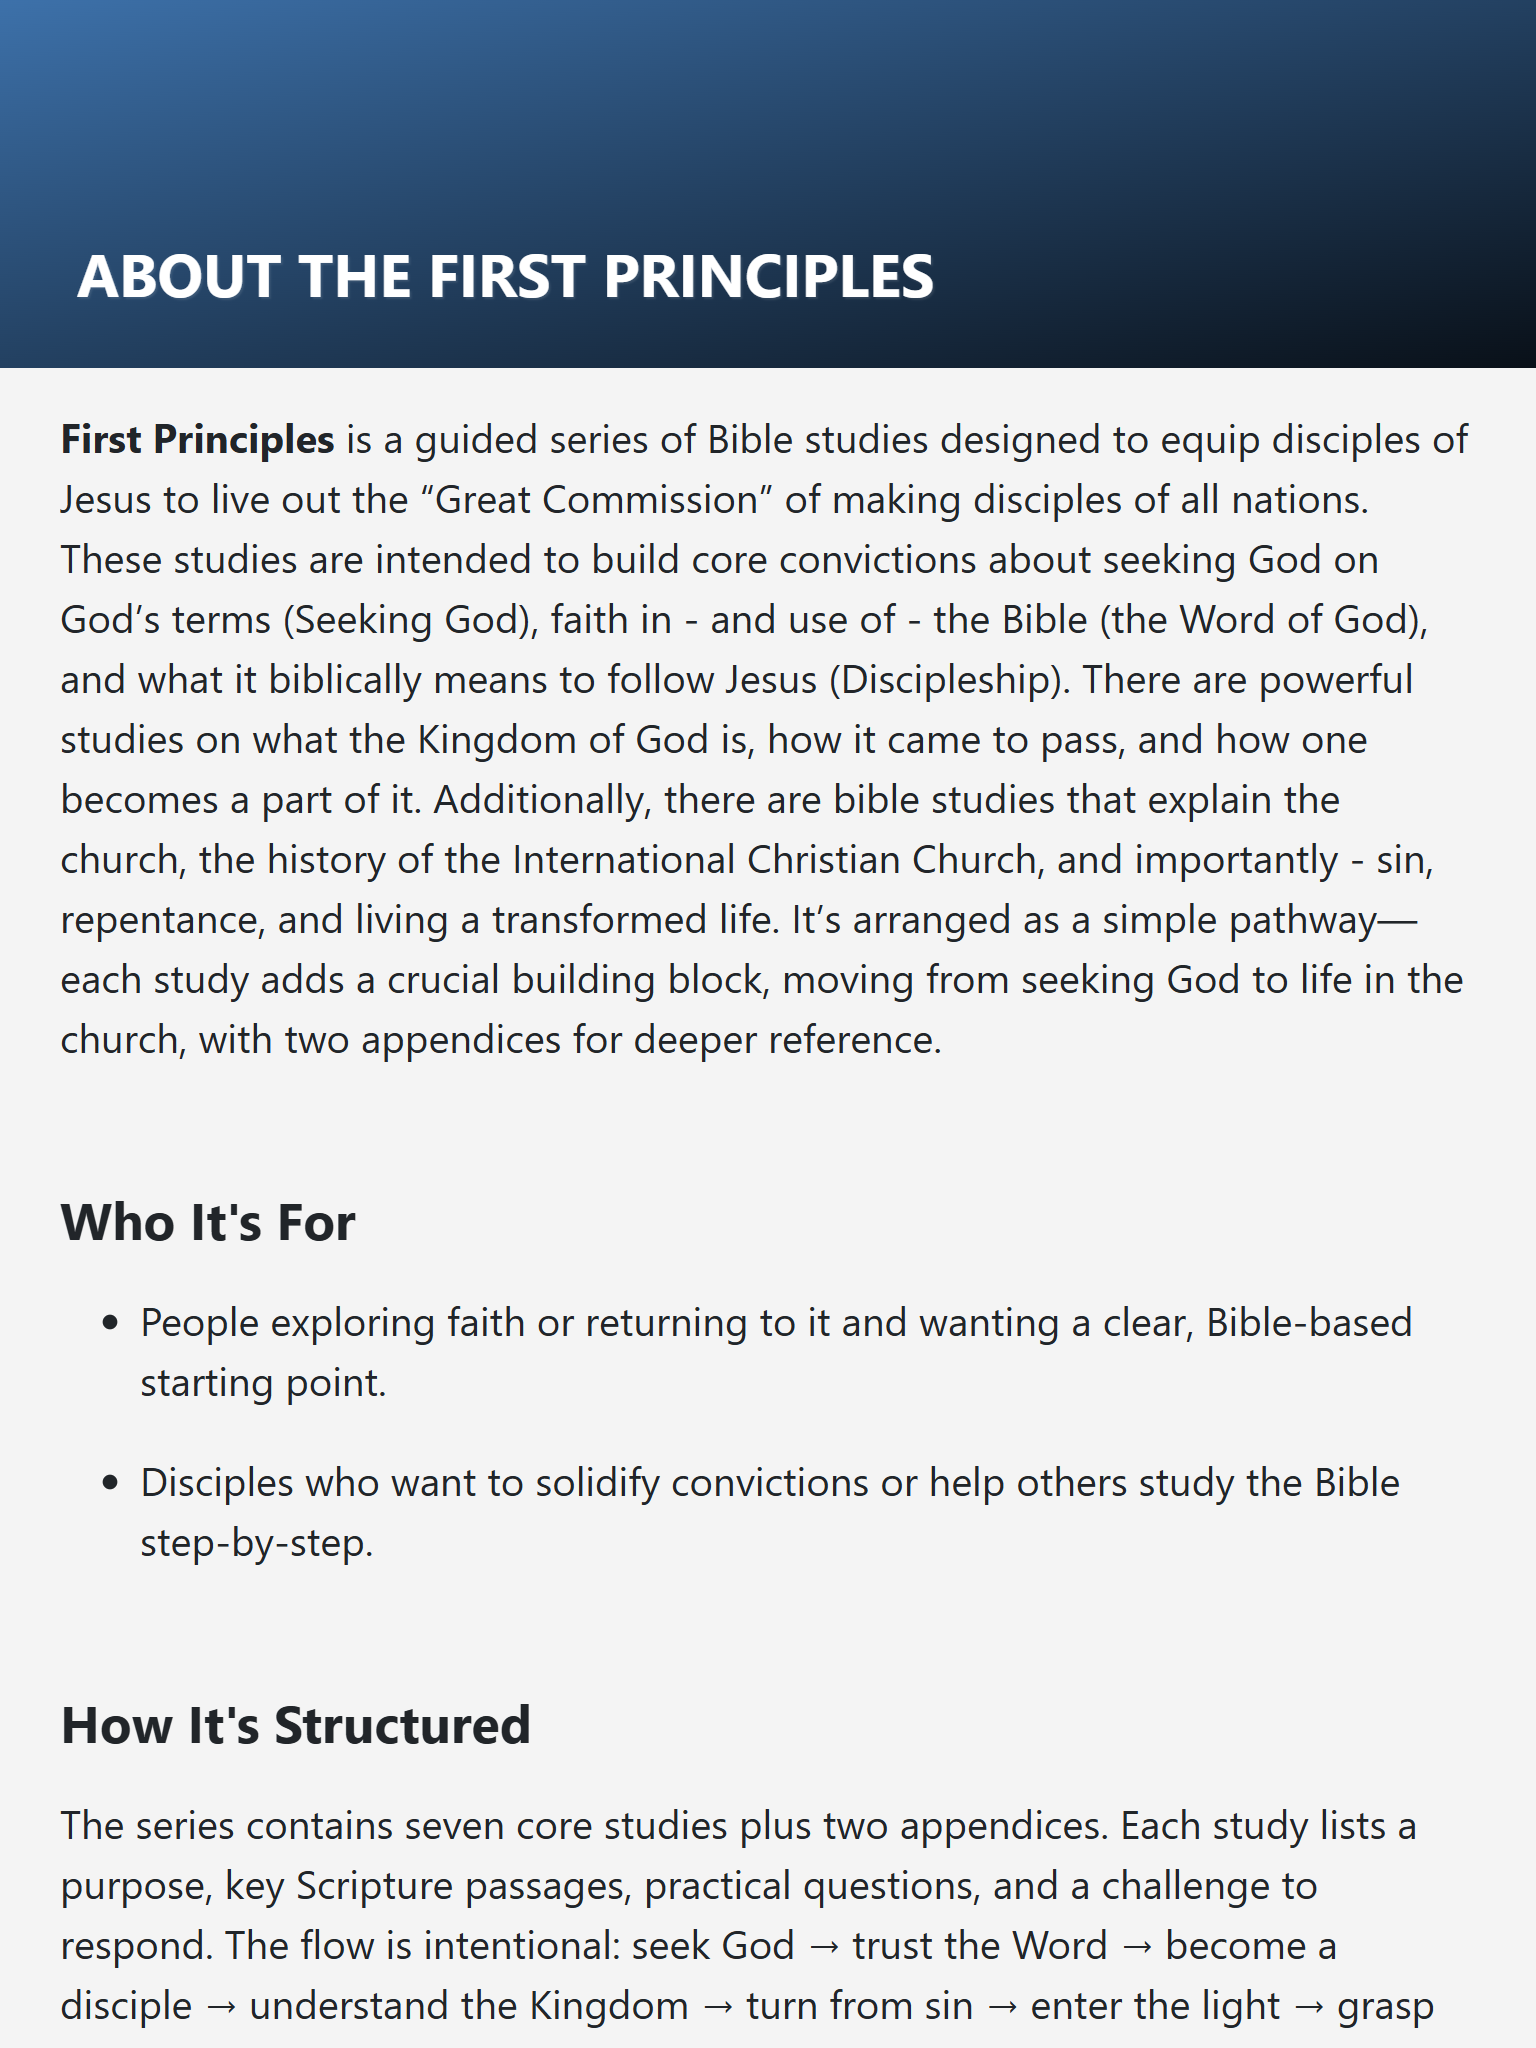 ABOUT THE FIRST PRINCIPLES
First Principles is a guided series of Bible studies designed to equip disciples of
Jesus to live out the “Great Commission” of making disciples of all nations.
These studies are intended to build core convictions about seeking God on
God’s terms (Seeking God), faith in - and use of - the Bible (the Word of God),
and what it biblically means to follow Jesus (Discipleship). There are powerful
studies on what the Kingdom of God is, how it came to pass, and how one
becomes a part of it. Additionally, there are bible studies that explain the
church, the history of the International Christian Church, and importantly - sin,
repentance, and living a transformed life. It’s arranged as a simple pathway—
each study adds a crucial building block, moving from seeking God to life in the
church, with two appendices for deeper reference.
Who It's For
• People exploring faith or returning to it and wanting a clear, Bible-based
starting point.
• Disciples who want to solidify convictions or help others study the Bible
step-by-step.
How It's Structured
The series contains seven core studies plus two appendices. Each study lists a
purpose, key Scripture passages, practical questions, and a challenge to
respond. The flow is intentional: seek God → trust the Word → become a
disciple → understand the Kingdom → turn from sin → enter the light → grasp